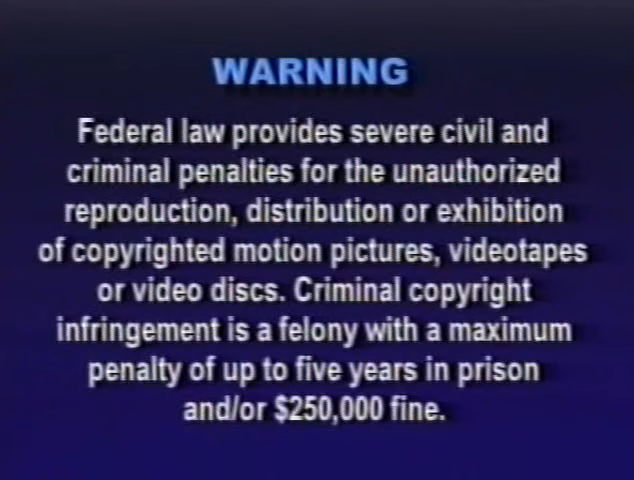 WARNING
Federal law provides severe civil and
criminal penalties for the unauthorized
reproduction, distribution or exhibition
of copyrighted motion pictures, videotapes
or video discs. Criminal copyright
infringement is a felony with a maximum
penalty of up to five years in prison
and/or $250,000 fine.